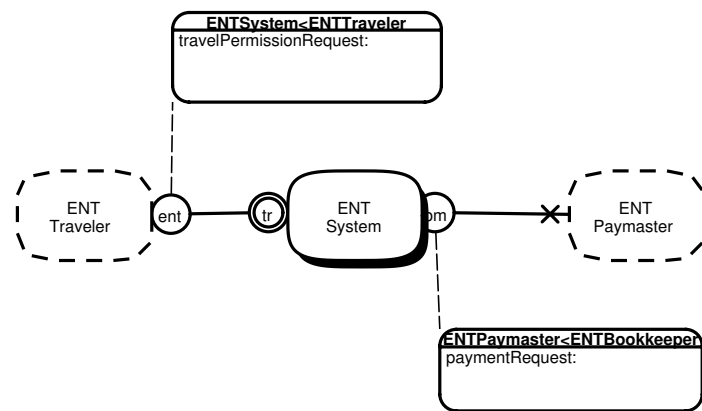 ENTSystem<ENTTraveler
travelPermissionRequest:
ENT
Traveler
ent
tr
ENT
System
pm
ENT
Paymaster
ENTPaymaster<ENTBookkeeper
paymentRequest: